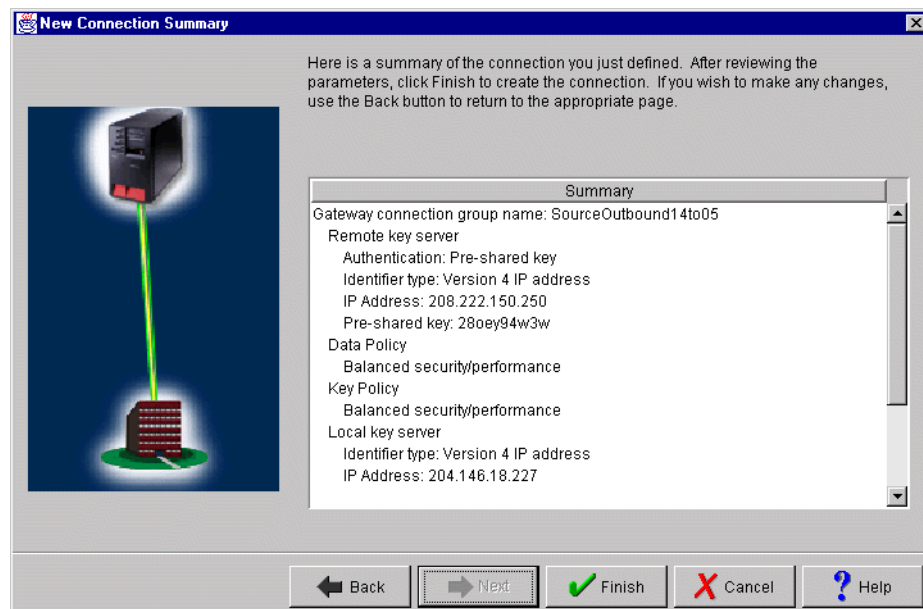 New Connection Summary
Here is a summary of the connection you just defined. After reviewing the
parameters, click Finish to create the connection. If you wish to make any changes,
use the Back button to return to the appropriate page.
Summary
Gateway connection group name: SourceOutbound14to05
Remote key server
Authentication: Pre-shared key
Identifier type: Version 4 IP address
IP Address: 208.222.150.250
Pre-shared key: 28oey94w3w
Data Policy
Balanced security/performance
Key Policy
Balanced security/performance
Local key server
Identifier type: Version 4 IP address
IP Address: 204.146.18.227
Back
Next
Finish
Cancel
Help